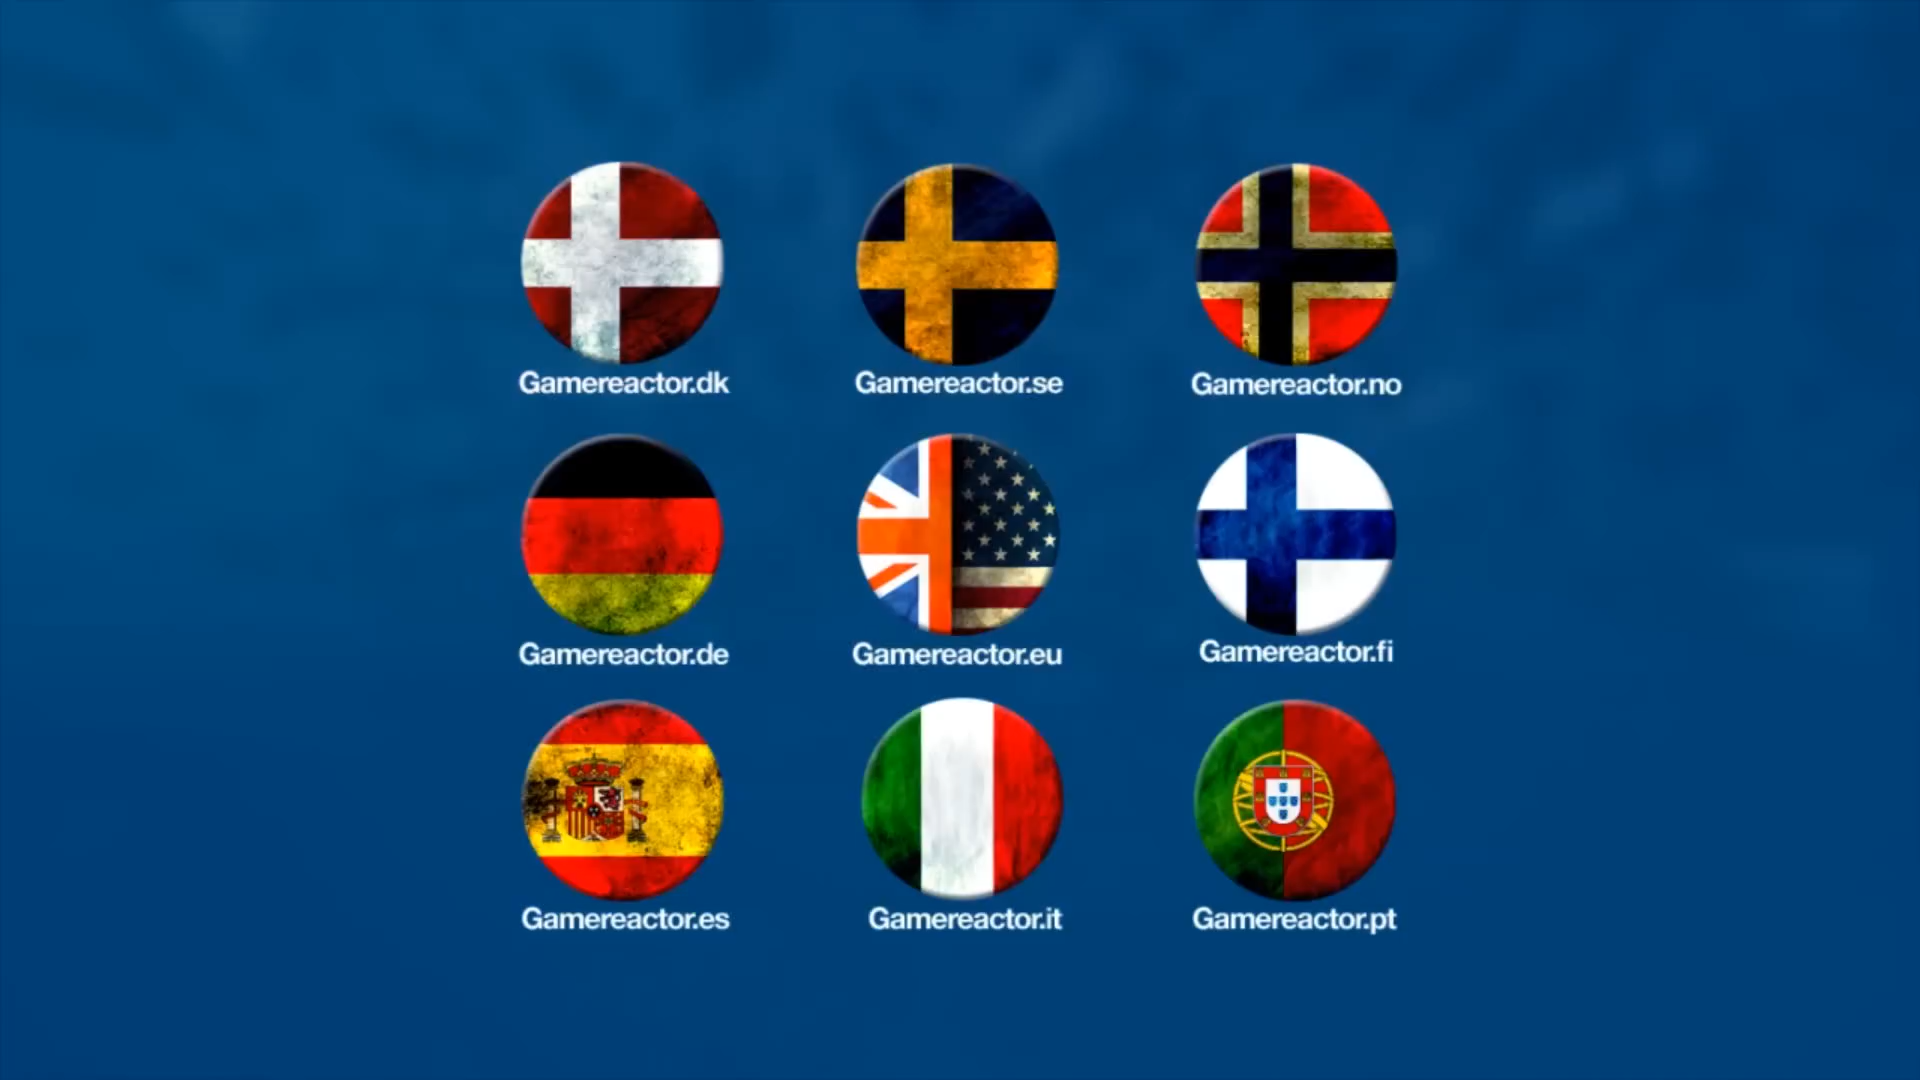 Gamereactor.dk
Gamereactor.se
Gamereactor.no
Gamereactor.de
Gamereactor.eu
Gamereactor.fi
Gamereactor.es
Gamereactor.it
Gamereactor.pt